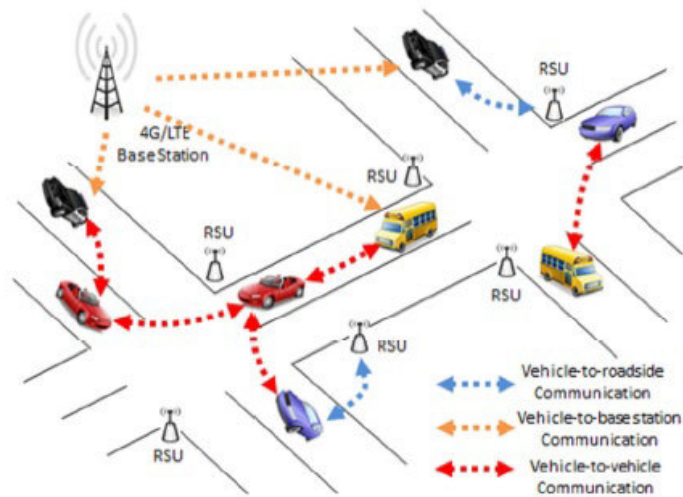 RSU
4G/LTE
Base Station
RSU
RSU
RSU
RSU
RSU
Vehicle-to-roadside
Communication
Vehicle-to-base station
Communication
Vehicle-to-vehicle
Communication